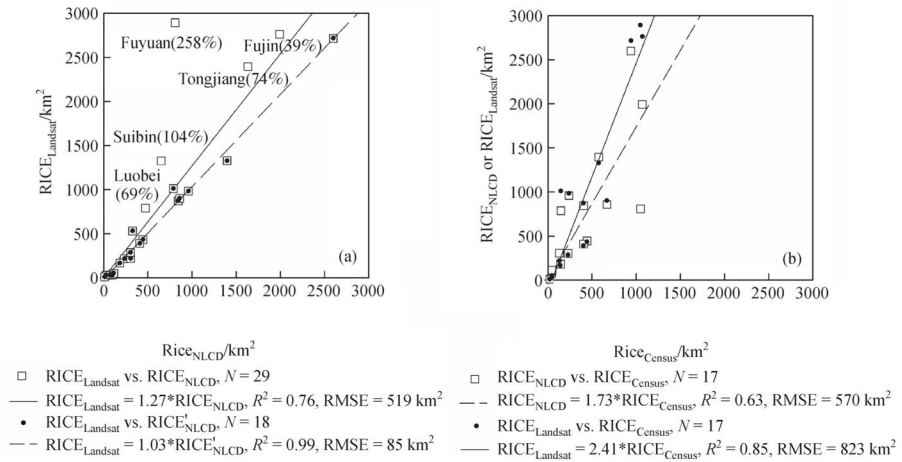 3000
2500
2000
1500
1000
500
0
RICE_Landsat/km²
Fuyuan(258%)
Fujin(39%)
Tongjiang(74%)
Suibin(104%)
Luobei
(69%)
(a)
0 500 1000 1500 2000 2500 3000
Rice_NLCD/km²
RICE_Landsat vs. RICE_NLCD, N = 29
RICE_Landsat = 1.27*RICE_NLCD, R² = 0.76, RMSE = 519 km²
RICE_Landsat vs. RICE'_NLCD, N = 18
RICE_Landsat = 1.03*RICE'_NLCD, R² = 0.99, RMSE = 85 km²
3000
2500
2000
1500
1000
500
0
RICE_NLCD or RICE_Landsat/km²
(b)
0 500 1000 1500 2000 2500 3000
Rice_Census/km²
RICE_NLCD vs. RICE_Census, N = 17
RICE_NLCD = 1.73*RICE_Census, R² = 0.63, RMSE = 570 km²
RICE_Landsat vs. RICE_Census, N = 17
RICE_Landsat = 2.41*RICE_Census, R² = 0.85, RMSE = 823 km²